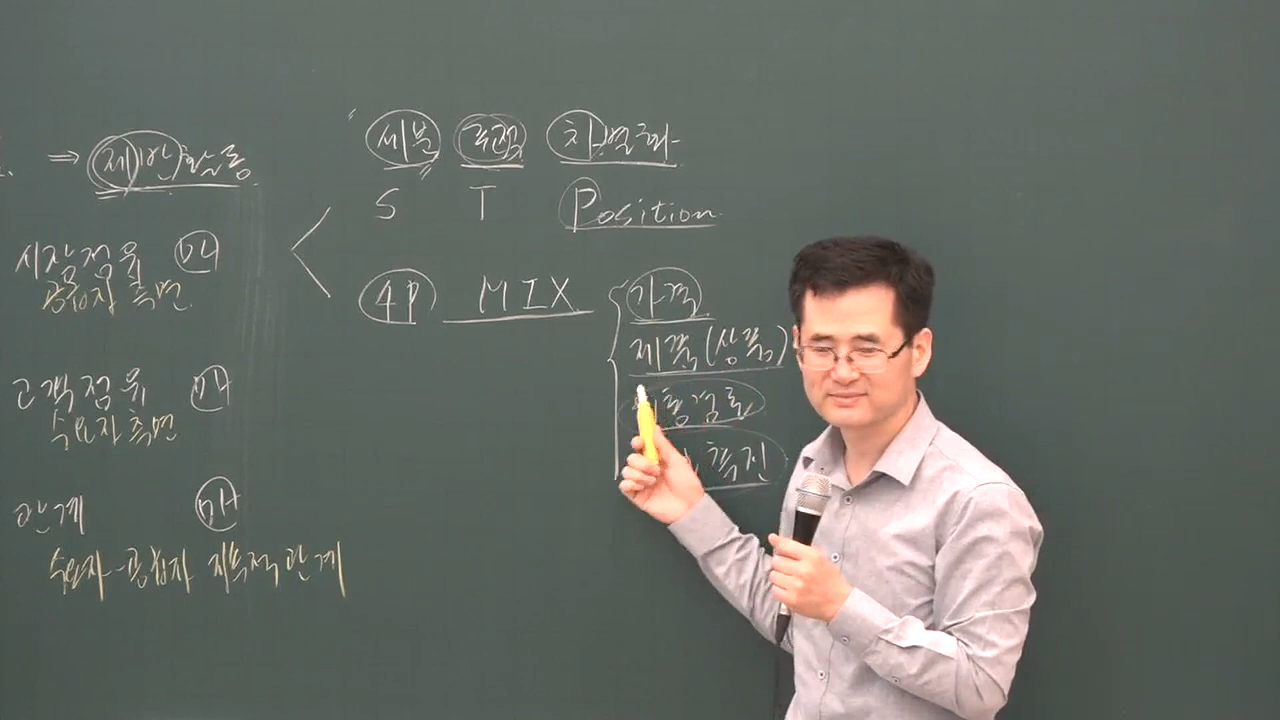 ⇒ 제반활동
세분 표적 차별화
S T Position
시장점유 마
공급자 측면
4P MIX
가격
제품(상품)
유통경로
촉진
고객점유 마
수요자 측면
관계 마
수요자-공급자 지속적 관계